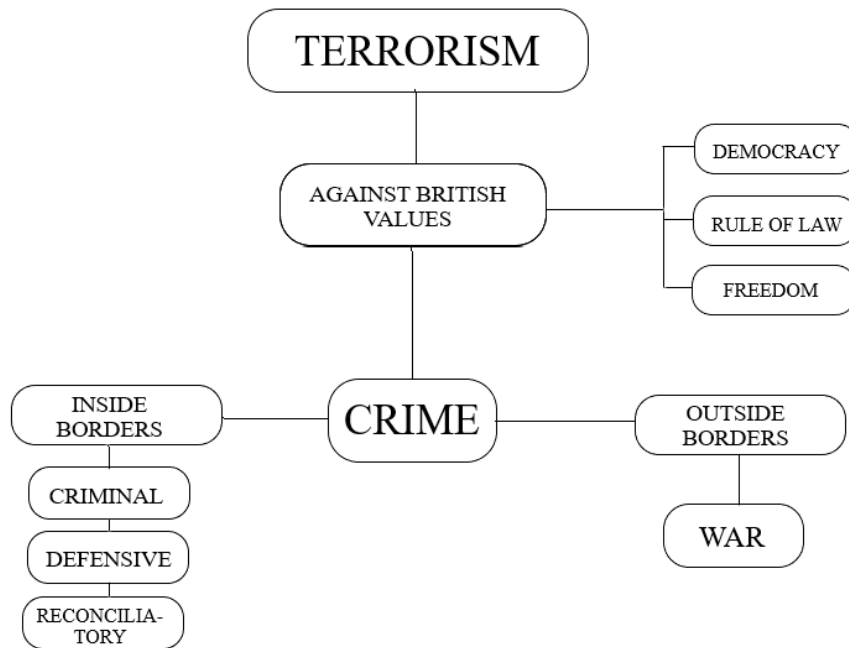 TERRORISM
AGAINST BRITISH
VALUES
DEMOCRACY
RULE OF LAW
FREEDOM
CRIME
INSIDE
BORDERS
CRIMINAL
DEFENSIVE
RECONCILIA-
TORY
OUTSIDE
BORDERS
WAR